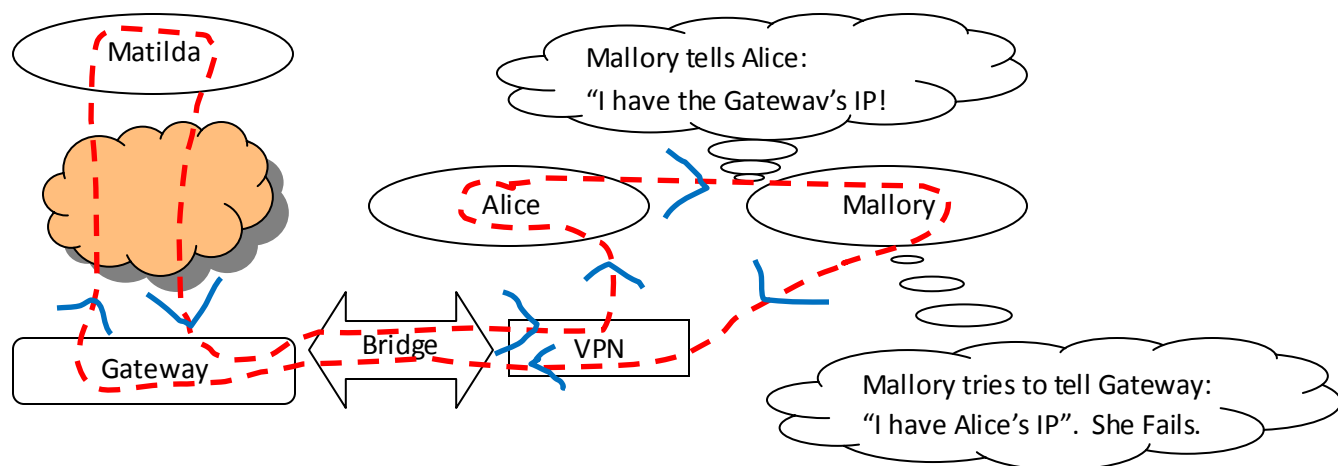 Matilda
Mallory tells Alice:
“I have the Gatewav’s IP!
Alice
Mallory
Gateway
Bridge
VPN
Mallory tries to tell Gateway:
“I have Alice’s IP”.  She Fails.